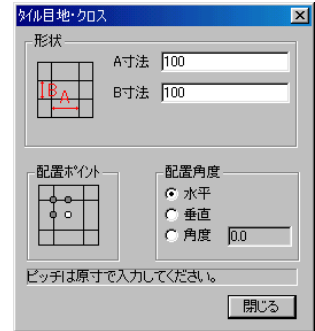 ﾀｲﾙ目地･ｸﾛｽ
形状
A寸法 100
B寸法 100
B
A
配置ﾎﾟｲﾝﾄ
配置角度
水平
垂直
角度 0.0
ピッチは原寸で入力してください。
閉じる